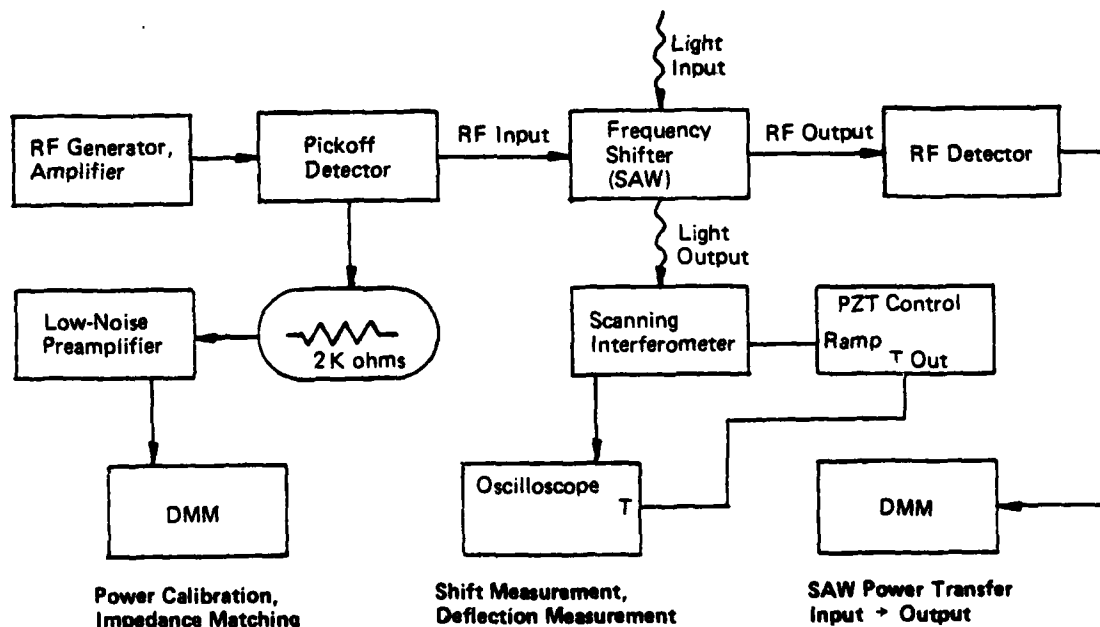 Light
Input
RF Generator,
Amplifier
Pickoff
Detector
RF Input
Frequency
Shifter
(SAW)
RF Output
RF Detector
Light
Output
Low-Noise
Preamplifier
2K ohms
Scanning
Interferometer
PZT Control
Ramp
T Out
DMM
Oscilloscope
T
DMM
Power Calibration,
Impedance Matching
Shift Measurement,
Deflection Measurement
SAW Power Transfer
Input → Output